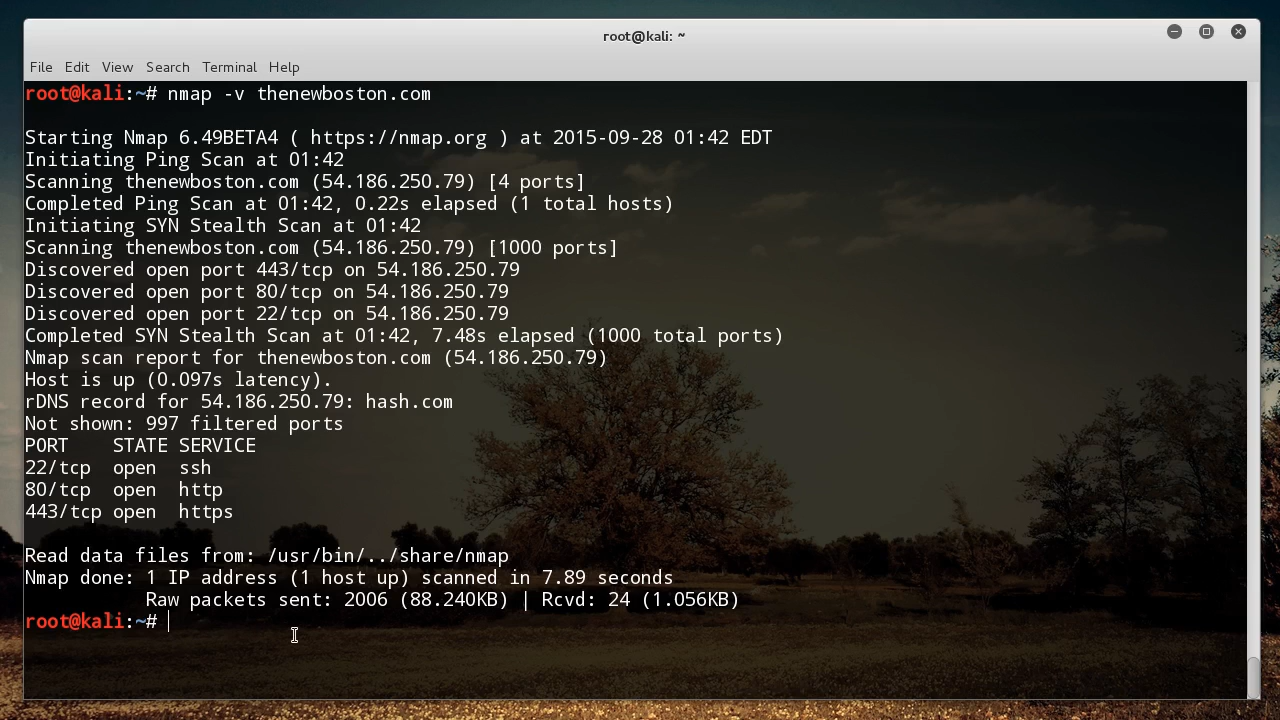 root@kali: ~
File Edit View Search Terminal Help
root@kali:~# nmap -v thenewboston.com
Starting Nmap 6.49BETA4 ( https://nmap.org ) at 2015-09-28 01:42 EDT
Initiating Ping Scan at 01:42
Scanning thenewboston.com (54.186.250.79) [4 ports]
Completed Ping Scan at 01:42, 0.22s elapsed (1 total hosts)
Initiating SYN Stealth Scan at 01:42
Scanning thenewboston.com (54.186.250.79) [1000 ports]
Discovered open port 443/tcp on 54.186.250.79
Discovered open port 80/tcp on 54.186.250.79
Discovered open port 22/tcp on 54.186.250.79
Completed SYN Stealth Scan at 01:42, 7.48s elapsed (1000 total ports)
Nmap scan report for thenewboston.com (54.186.250.79)
Host is up (0.097s latency).
rDNS record for 54.186.250.79: hash.com
Not shown: 997 filtered ports
PORT    STATE SERVICE
22/tcp  open  ssh
80/tcp  open  http
443/tcp open  https
Read data files from: /usr/bin/../share/nmap
Nmap done: 1 IP address (1 host up) scanned in 7.89 seconds
           Raw packets sent: 2006 (88.240KB) | Rcvd: 24 (1.056KB)
root@kali:~#